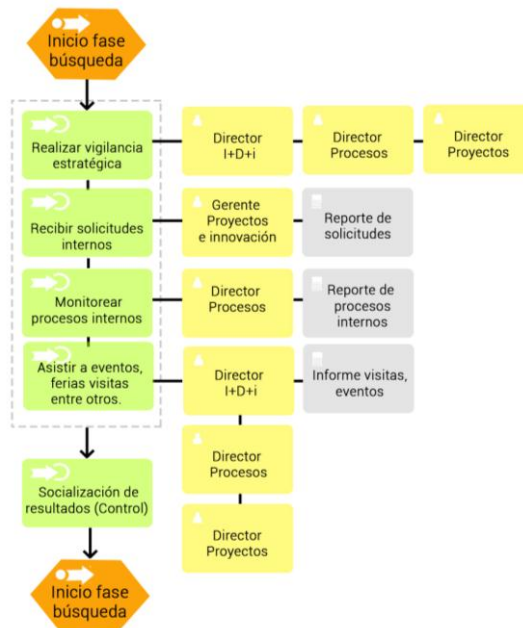 Inicio fase
búsqueda
Realizar vigilancia
estratégica
Director
I+D+i
Director
Procesos
Director
Proyectos
Recibir solicitudes
internos
Gerente
Proyectos
e innovación
Reporte de
solicitudes
Monitorear
procesos internos
Director
Procesos
Reporte de
procesos
internos
Asistir a eventos,
ferias visitas
entre otros.
Director
I+D+i
Informe visitas,
eventos
Director
Procesos
Socialización de
resultados (Control)
Director
Proyectos
Inicio fase
búsqueda